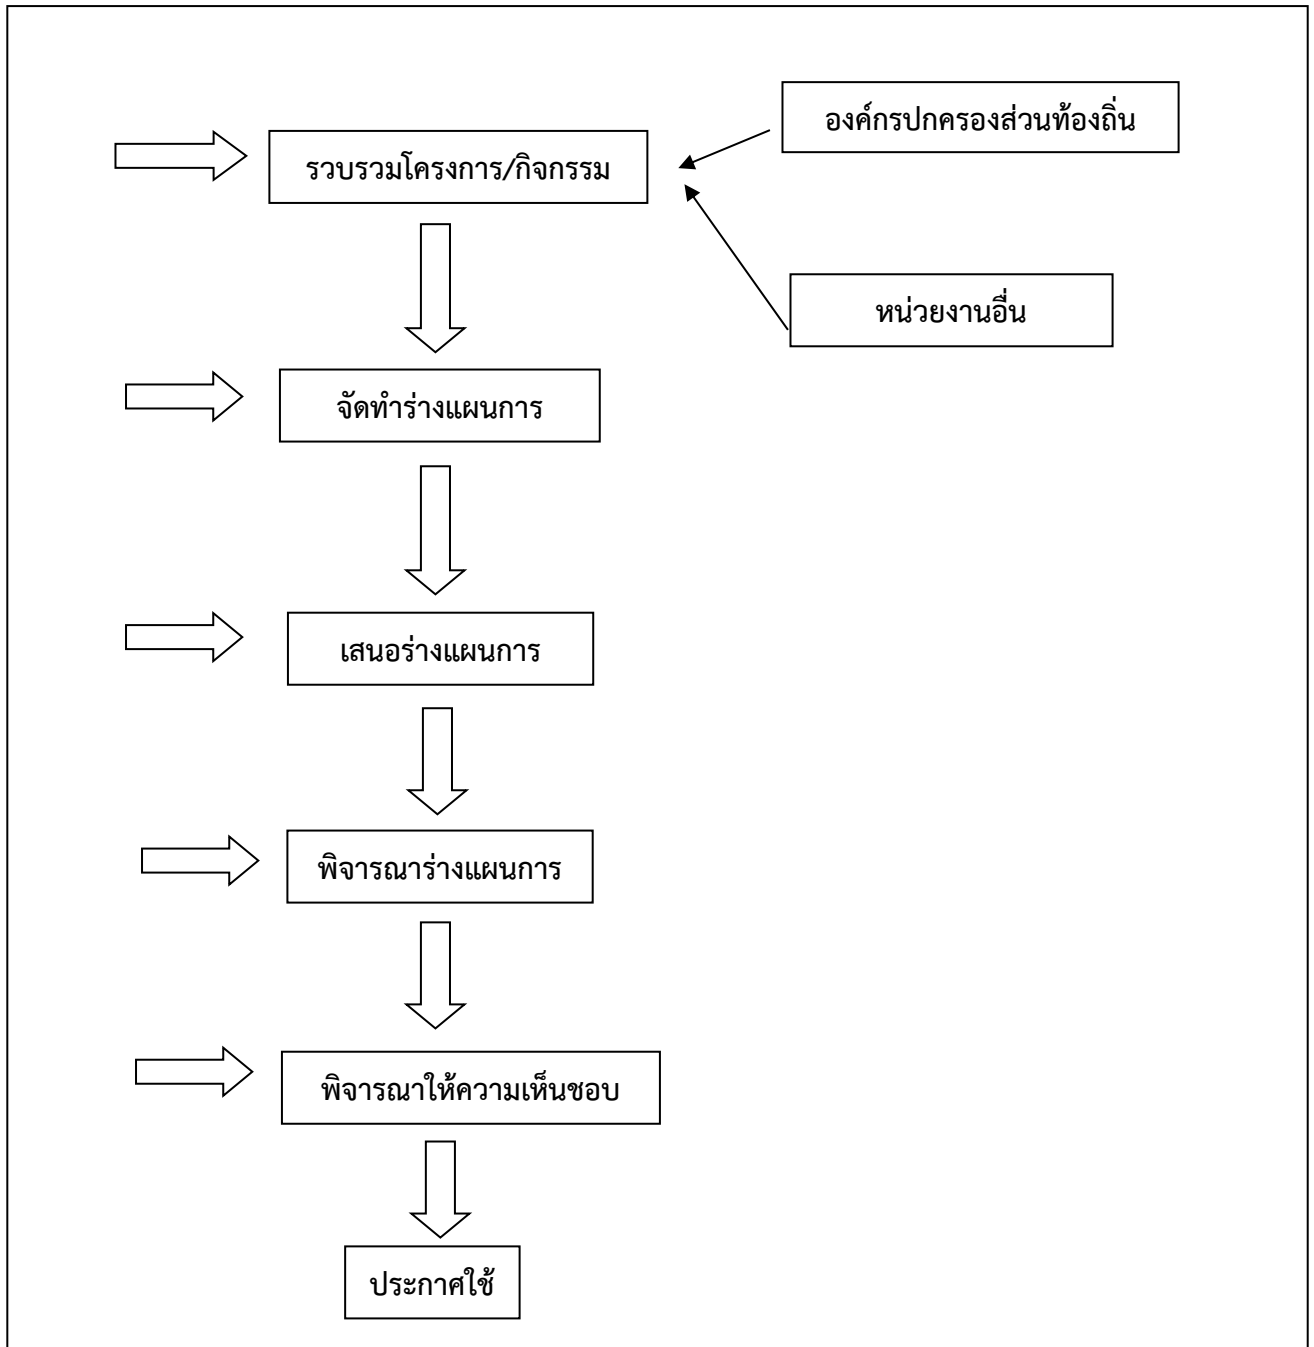 องค์กรปกครองส่วนท้องถิ่น
รวบรวมโครงการ/กิจกรรม
หน่วยงานอื่น
จัดทำร่างแผนการ
เสนอร่างแผนการ
พิจารณาร่างแผนการ
พิจารณาให้ความเห็นชอบ
ประกาศใช้